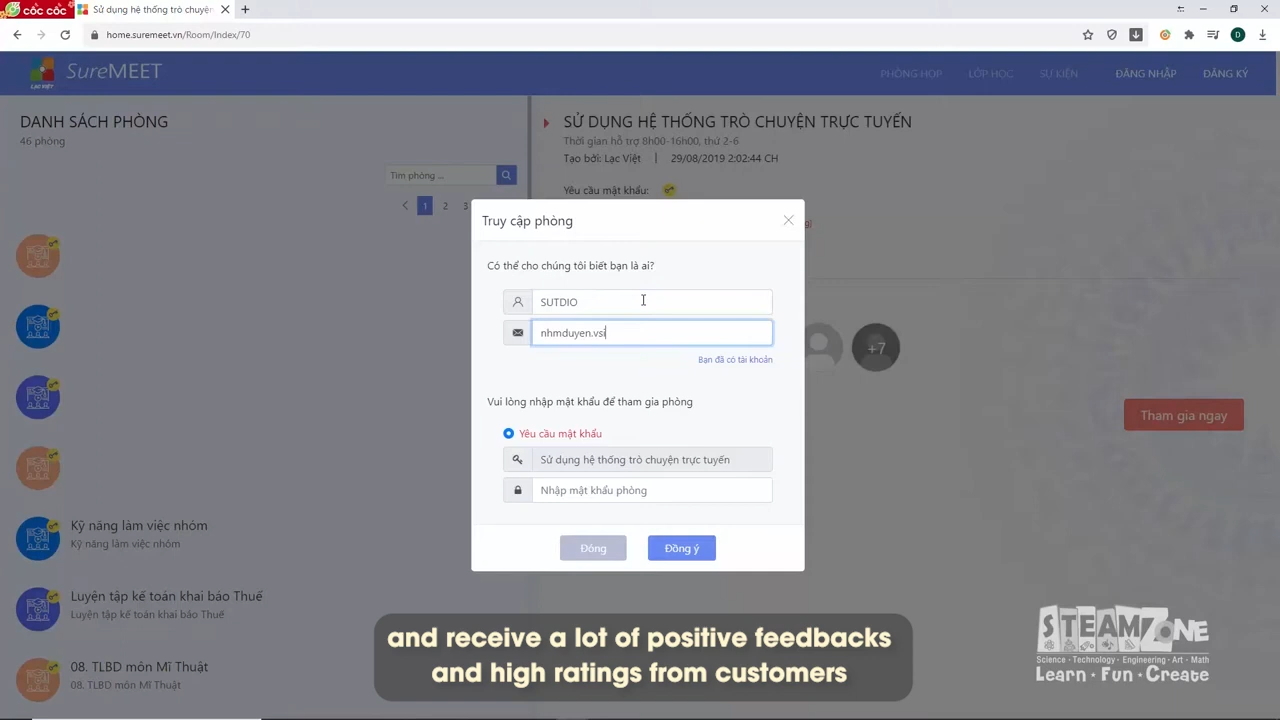 CỐC CỐC
Sử dụng hệ thống trò chuyện
home.suremeet.vn/Room/Index/70
D
LẠC VIỆT
SureMEET
PHÒNG HỌP
LỚP HỌC
SỰ KIỆN
ĐĂNG NHẬP
ĐĂNG KÝ
DANH SÁCH PHÒNG
46 phòng
Tìm phòng ...
1 2 3
Kỹ năng làm việc nhóm
Kỹ năng làm việc nhóm
Luyện tập kế toán khai báo Thuế
Luyện tập kế toán khai báo Thuế
08. TLBD môn Mĩ Thuật
08. TLBD môn Mĩ Thuật
SỬ DỤNG HỆ THỐNG TRÒ CHUYỆN TRỰC TUYẾN
Thời gian hỗ trợ 8h00-16h00, thứ 2-6
Tạo bởi: Lạc Việt | 29/08/2019 2:02:44 CH
Yêu cầu mật khẩu:
+7
Tham gia ngay
Truy cập phòng
Có thể cho chúng tôi biết bạn là ai?
SUTDIO
nhmduyen.vsi
Bạn đã có tài khoản
Vui lòng nhập mật khẩu để tham gia phòng
Yêu cầu mật khẩu
Sử dụng hệ thống trò chuyện trực tuyến
Nhập mật khẩu phòng
Đóng
Đồng ý
and receive a lot of positive feedbacks
and high ratings from customers
STEAMZONE
Science · Technology · Engineering · Art · Math
Learn · Fun · Create